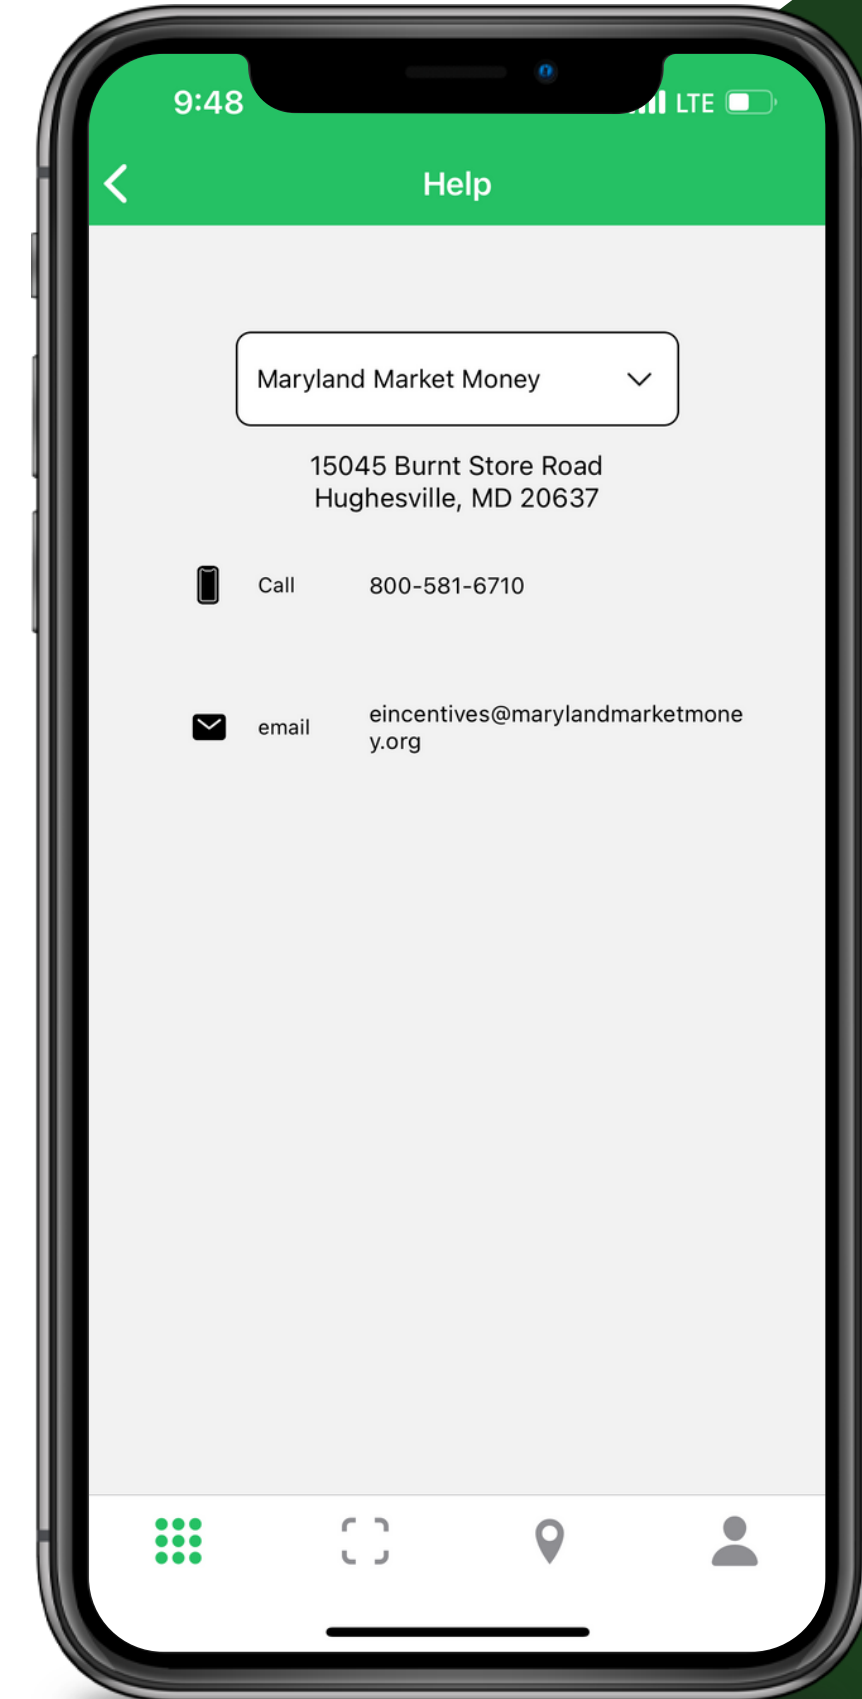 9:48 LTE
Help
Maryland Market Money
15045 Burnt Store Road
Hughesville, MD 20637
Call 800-581-6710
email eincentives@marylandmarketmone
y.org